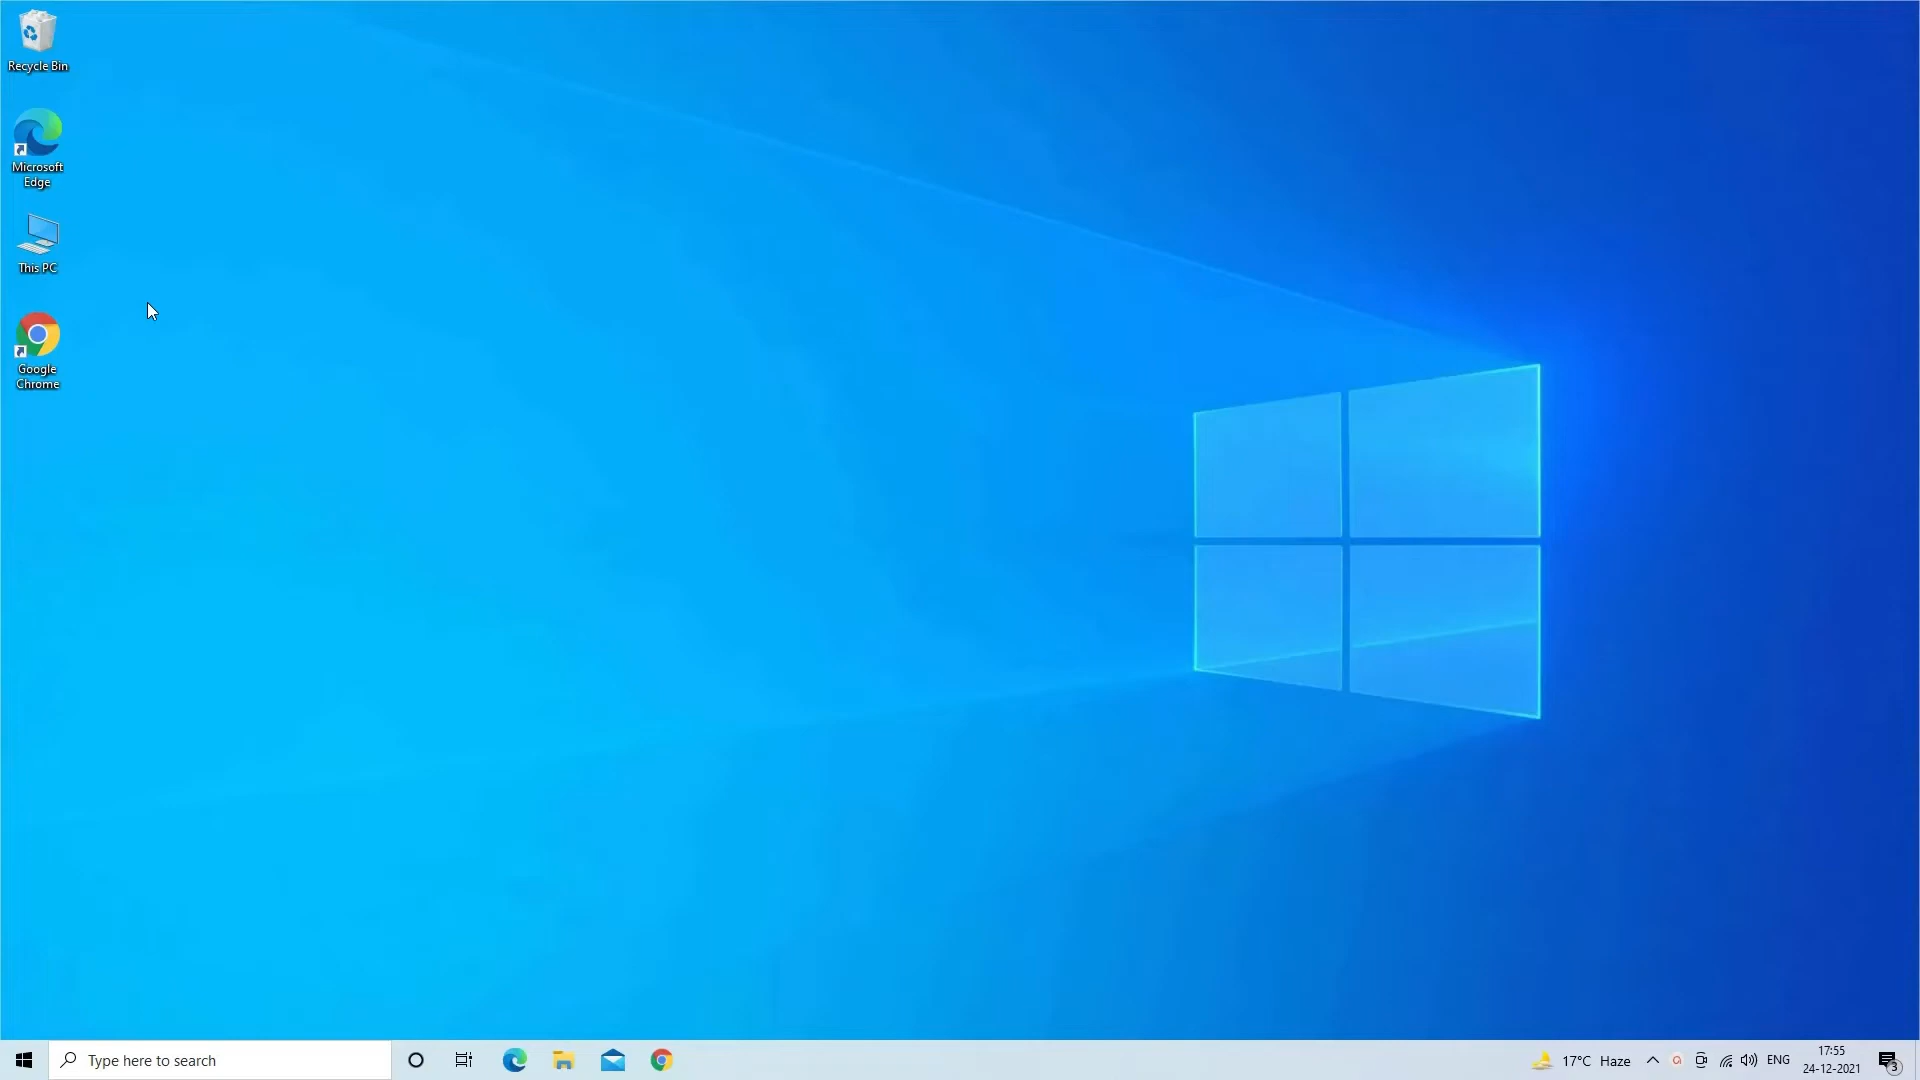 Recycle Bin
Microsoft
Edge
This PC
Google
Chrome
Type here to search
17°C Haze
ENG
17:55
24-12-2021
3